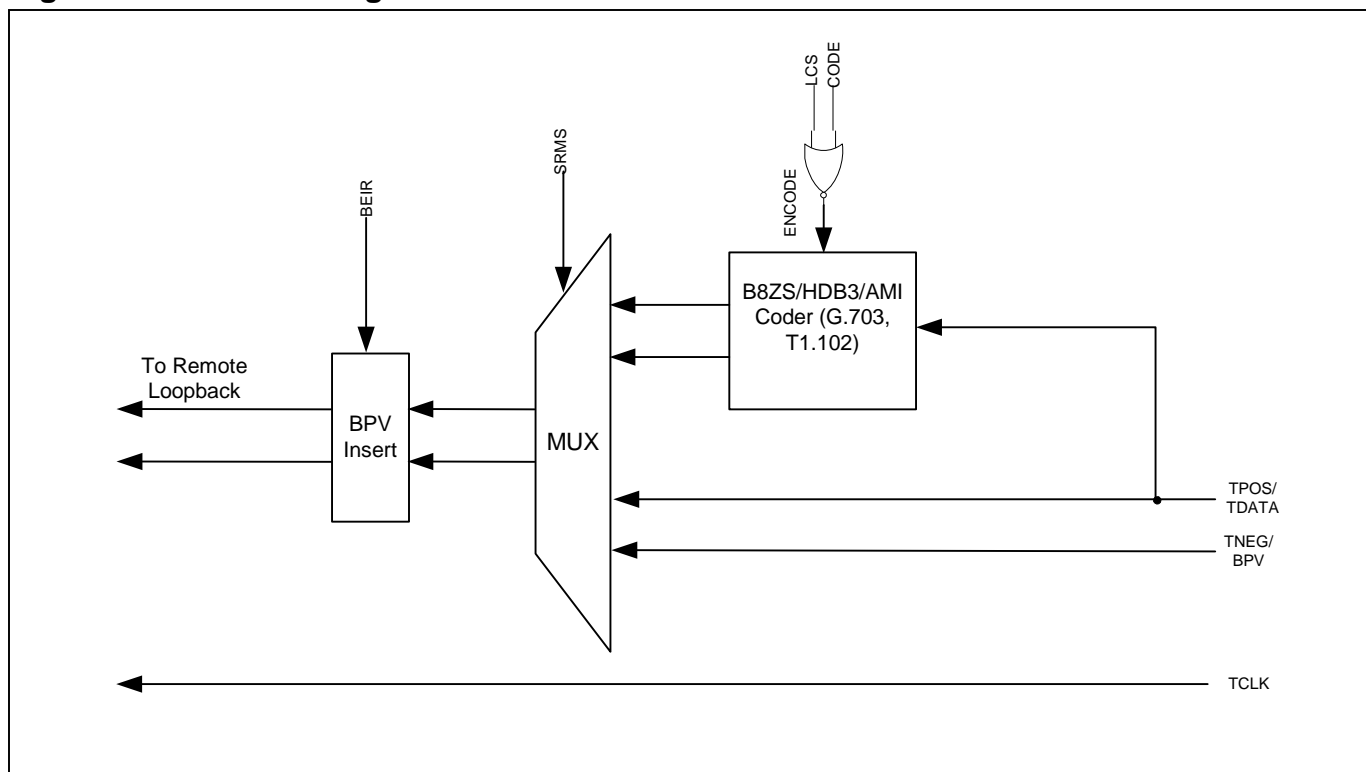 LCS
CODE
SRMS
BEIR
ENCODE
B8ZS/HDB3/AMI
Coder (G.703,
T1.102)
To Remote
Loopback
BPV
Insert
MUX
TPOS/
TDATA
TNEG/
BPV
TCLK